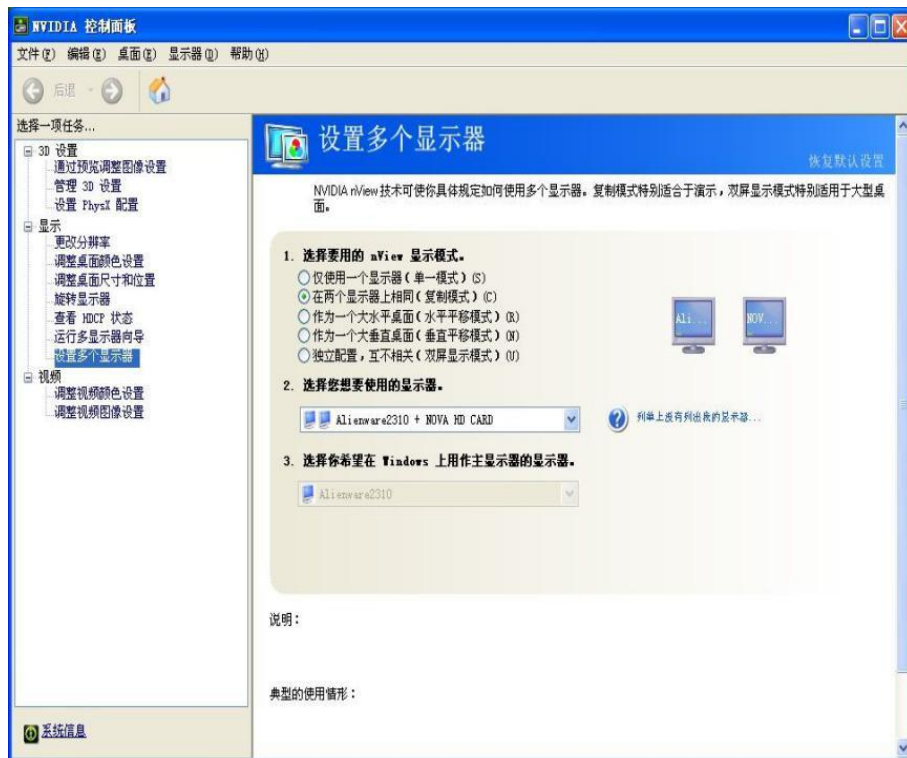 NVIDIA 控制面板
文件(F) 编辑(E) 桌面(E) 显示器(D) 帮助(H)
后退
选择一项任务...
3D 设置
通过预览调整图像设置
管理 3D 设置
设置 PhysX 配置
显示
更改分辨率
调整桌面颜色设置
调整桌面尺寸和位置
旋转显示器
查看 HDCP 状态
运行多显示器向导
设置多个显示器
视频
调整视频颜色设置
调整视频图像设置
系统信息
设置多个显示器
恢复默认设置
NVIDIA nView技术可使你具体规定如何使用多个显示器。复制模式特别适合于演示，双屏显示模式特别适用于大型桌
面。
1. 选择要用的 nView 显示模式。
仅使用一个显示器(单一模式)(S)
在两个显示器上相同(复制模式)(C)
作为一个大水平桌面(水平平移模式)(R)
作为一个大垂直桌面(垂直平移模式)(N)
独立配置，互不相关(双屏显示模式)(U)
Ali...
NOV...
2. 选择您想要使用的显示器。
Alienware2310 + NOVA HD CARD
列单上没有列出我的显示器...
3. 选择你希望在 Windows 上用作主显示器的显示器。
Alienware2310
说明：
典型的使用情形：